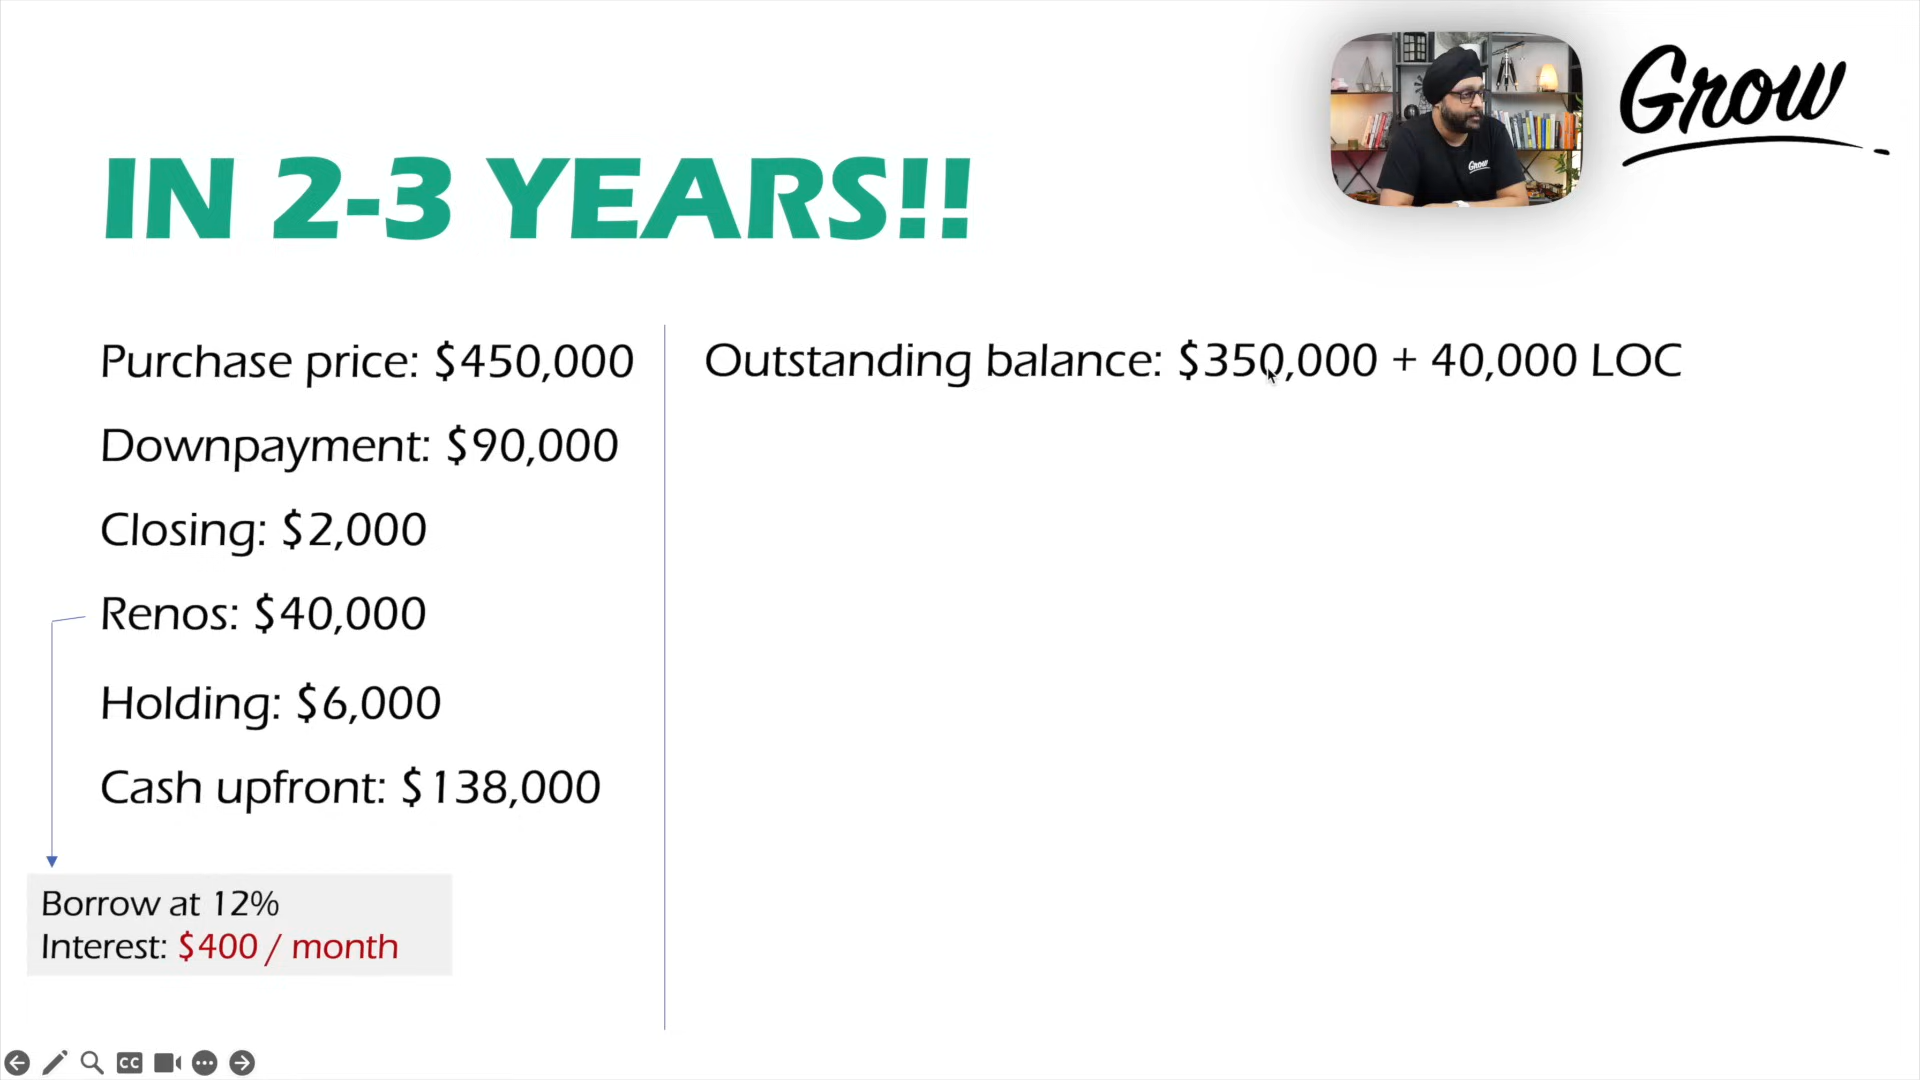 Grow
Grow
IN 2-3 YEARS!!
Purchase price: $450,000
Downpayment: $90,000
Closing: $2,000
Renos: $40,000
Holding: $6,000
Cash upfront: $138,000
Borrow at 12%
Interest: $400 / month
Outstanding balance: $350,000 + 40,000 LOC
CC